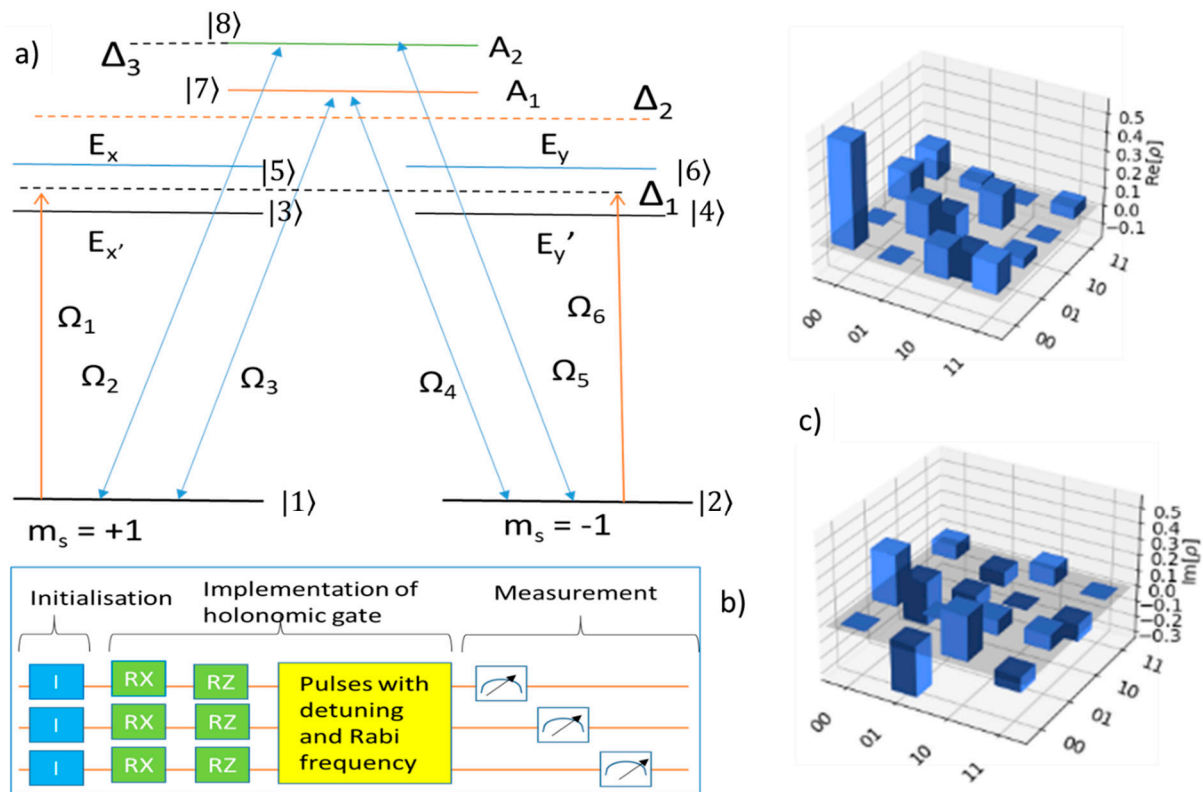 a)
|8⟩
Δ3
A2
|7⟩
A1
Δ2
Ex
|5⟩
Ey
|6⟩
Δ1
|3⟩
|4⟩
Ex′
Ey′
Ω1
Ω2
Ω3
Ω4
Ω5
Ω6
|1⟩
|2⟩
ms = +1
ms = -1
b)
Initialisation
Implementation of
holonomic gate
Measurement
I RX RZ
I RX RZ
I RX RZ
Pulses with
detuning
and Rabi
frequency
0.5
0.4
0.3
0.2
0.1
0.0
−0.1
Re[ρ]
00 01 10 11
00 01 10 11
c)
0.5
0.4
0.3
0.2
0.1
0.0
−0.1
−0.2
−0.3
Im[ρ]
00 01 10 11
00 01 10 11